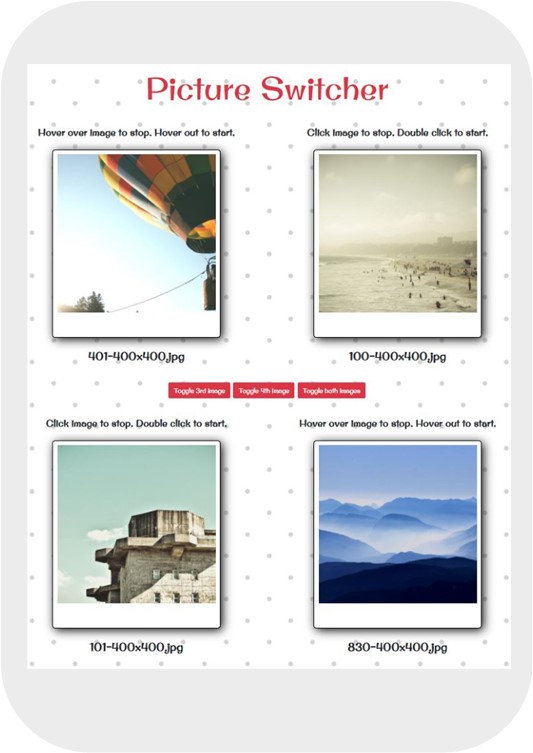 Picture Switcher
Hover over image to stop. Hover out to start.
Click image to stop. Double click to start.
401-400x400.jpg
100-400x400.jpg
Toggle 3rd Image
Toggle 4th Image
Toggle both images
Click image to stop. Double click to start.
Hover over image to stop. Hover out to start.
101-400x400.jpg
830-400x400.jpg